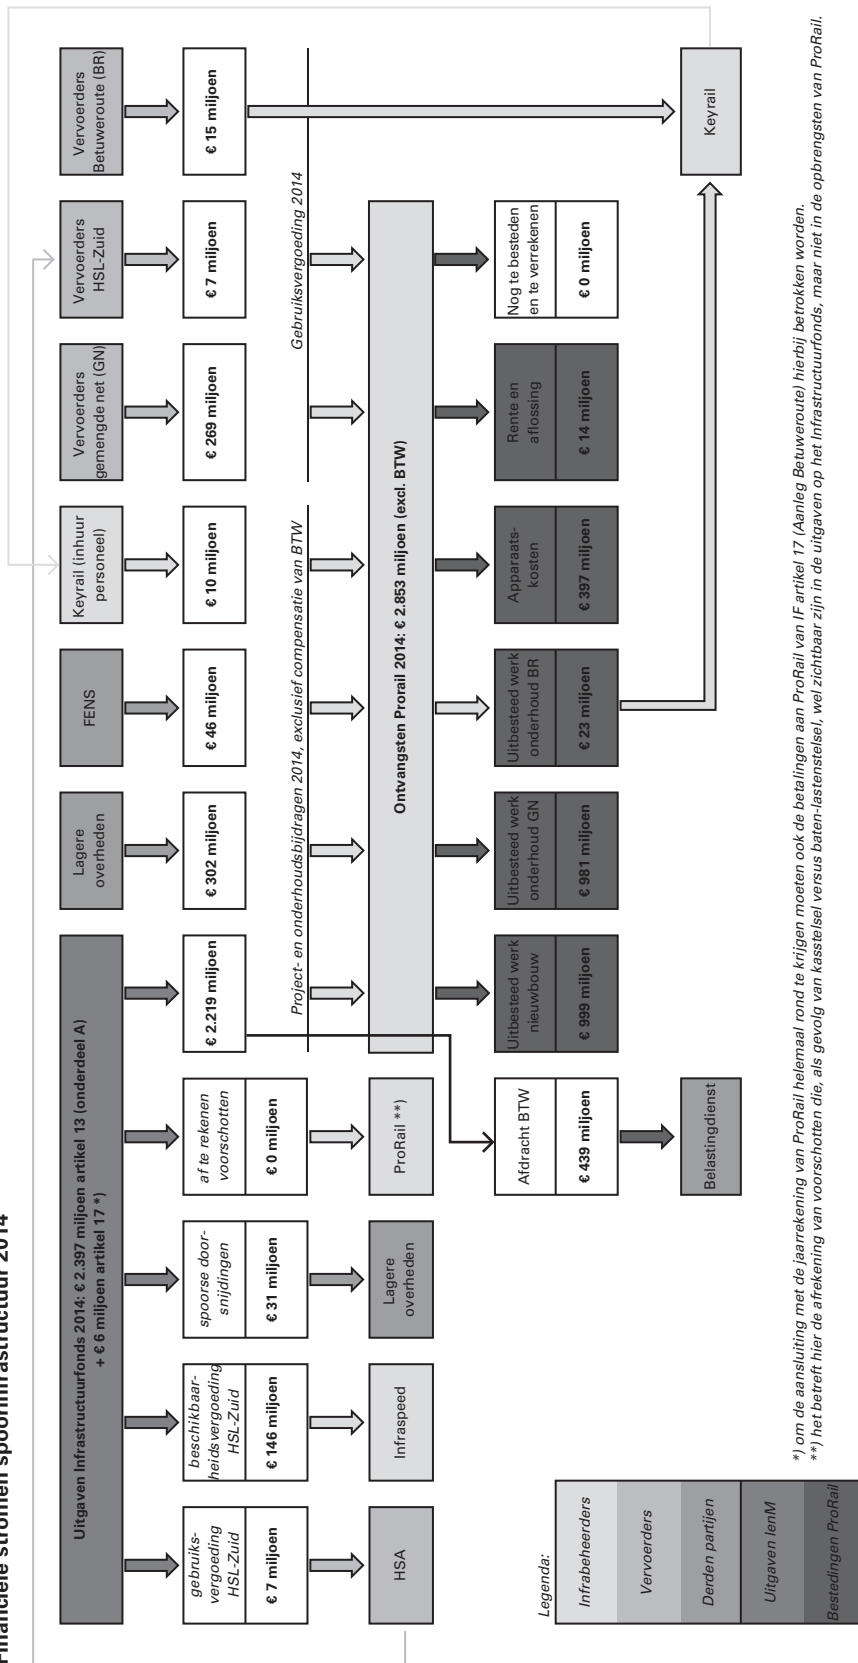 Financiële stromen spoorinfrastructuur 2014
Uitgaven Infrastructuurfonds 2014: € 2.397 miljoen artikel 13 (onderdeel A)
+ € 6 miljoen artikel 17 *)
Lagere
overheden
FENS
Keyrail (inhuur
personeel)
Vervoerders
gemengde net (GN)
Vervoerders
HSL-Zuid
Vervoerders
Betuweroute (BR)
gebruiks-
vergoeding
HSL-Zuid
€ 7 miljoen
beschikbaar-
heidsvergoeding
HSL-Zuid
€ 146 miljoen
spoorse door-
snijdingen
€ 31 miljoen
af te rekenen
voorschotten
€ 0 miljoen
€ 2.219 miljoen
€ 302 miljoen
€ 46 miljoen
€ 10 miljoen
€ 269 miljoen
€ 7 miljoen
€ 15 miljoen
Project- en onderhoudsbijdragen 2014, exclusief compensatie van BTW
Gebruiksvergoeding 2014
HSA
Infraspeed
Lagere
overheden
ProRail **)
Ontvangsten Prorail 2014: € 2.853 miljoen (excl. BTW)
Afdracht BTW
€ 439 miljoen
Uitbesteed werk
nieuwbouw
€ 999 miljoen
Uitbesteed werk
onderhoud GN
€ 981 miljoen
Uitbesteed werk
onderhoud BR
€ 23 miljoen
Apparaats-
kosten
€ 397 miljoen
Rente en
aflossing
€ 14 miljoen
Nog te besteden
en te verrekenen
€ 0 miljoen
Belastingdienst
Keyrail
Legenda:
Infrabeheerders
Vervoerders
Derden partijen
Uitgaven IenM
Bestedingen ProRail
*) om de aansluiting met de jaarrekening van ProRail helemaal rond te krijgen moeten ook de betalingen aan ProRail van IF artikel 17 (Aanleg Betuweroute) hierbij betrokken worden.
**) het betreft hier de afrekening van voorschotten die, als gevolg van kasstelsel versus baten-lastenstelsel, wel zichtbaar zijn in de uitgaven op het Infrastructuurfonds, maar niet in de opbrengsten van ProRail.